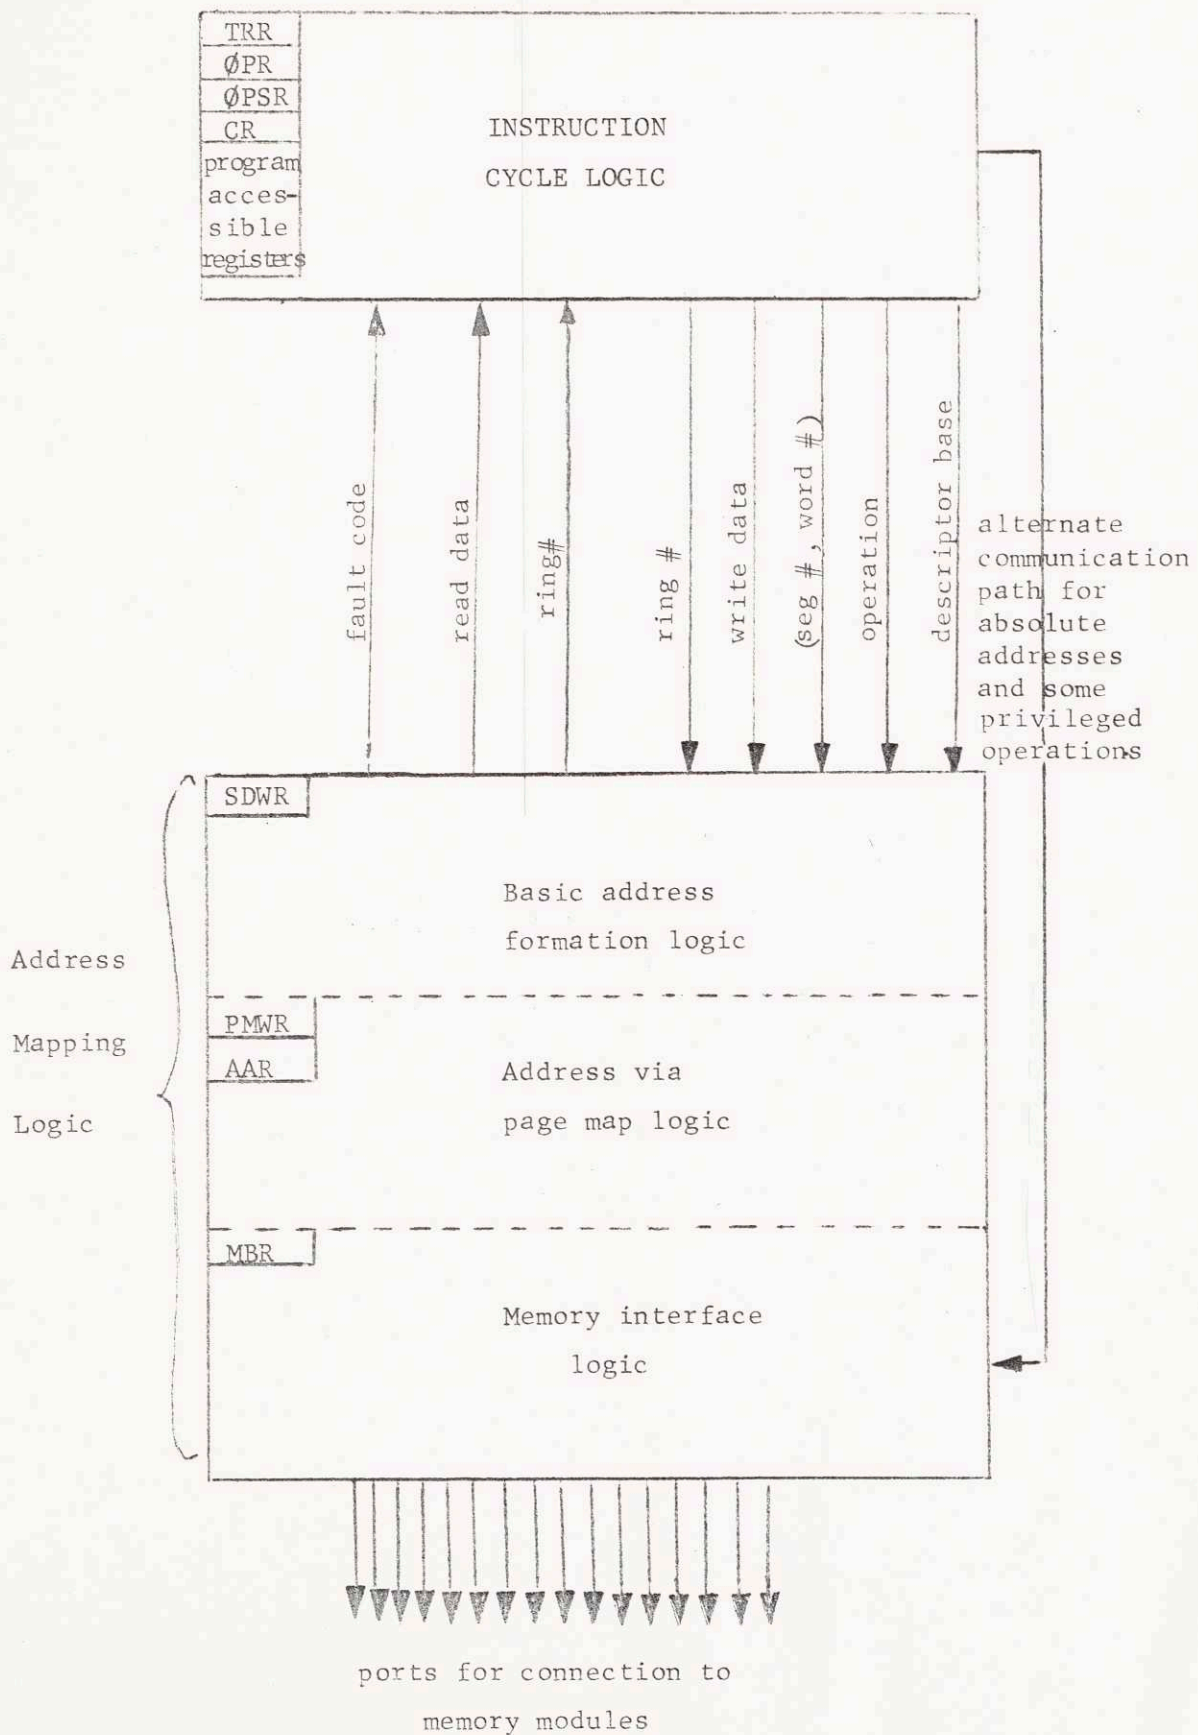 TRR
ØPR
ØPSR
CR
program
acces-
sible
registers
INSTRUCTION
CYCLE LOGIC
fault code
read data
ring#
ring #
write data
(seg #, word #)
operation
descriptor base
alternate
communication
path for
absolute
addresses
and some
privileged
operations
Address
Mapping
Logic
SDWR
Basic address
formation logic
PMWR
AAR
Address via
page map logic
MBR
Memory interface
logic
ports for connection to
memory modules